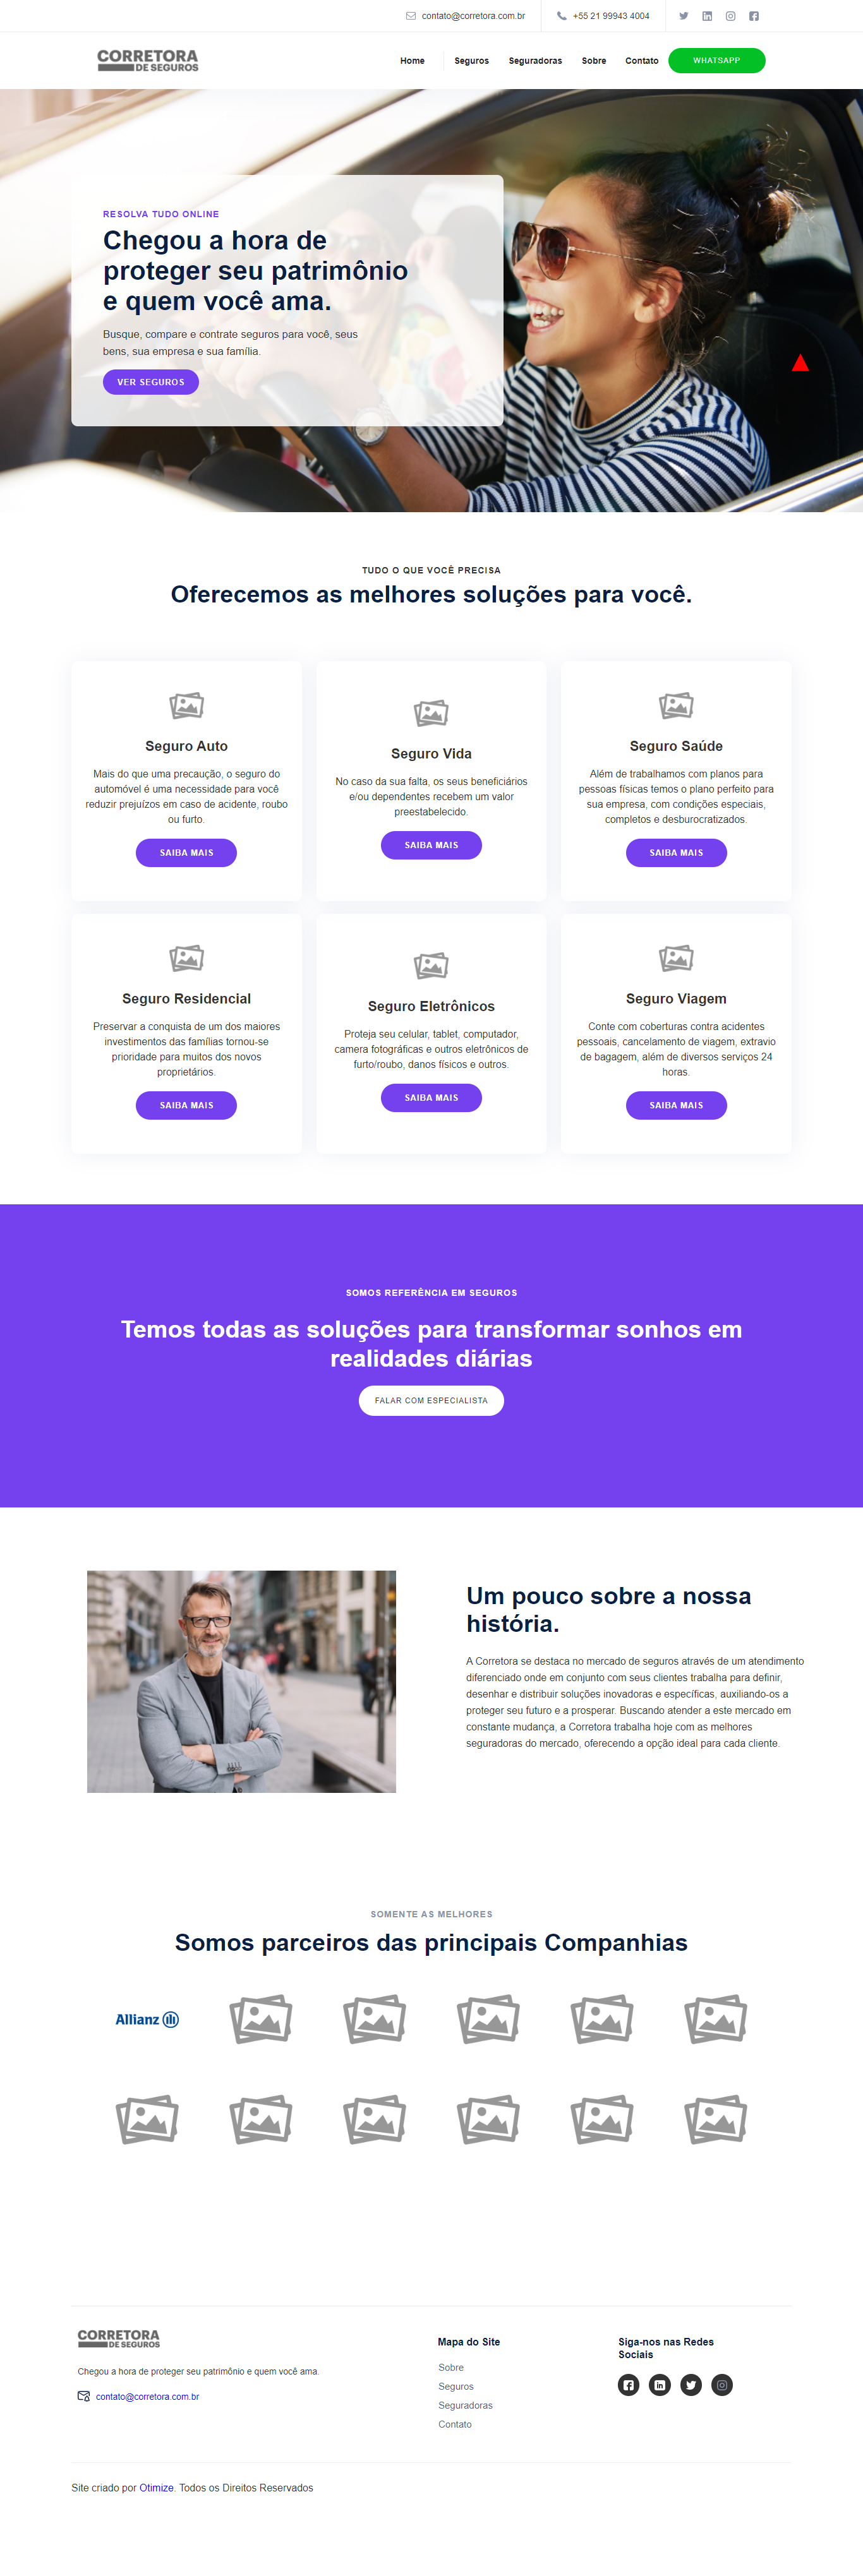 contato@corretora.com.br
+55 21 99943 4004
CORRETORA
DE SEGUROS
Home
Seguros
Seguradoras
Sobre
Contato
WHATSAPP
RESOLVA TUDO ONLINE
Chegou a hora de
proteger seu patrimônio
e quem você ama.
Busque, compare e contrate seguros para você, seus
bens, sua empresa e sua família.
VER SEGUROS
TUDO O QUE VOCÊ PRECISA
Oferecemos as melhores soluções para você.
Seguro Auto
Mais do que uma precaução, o seguro do
automóvel é uma necessidade para você
reduzir prejuízos em caso de acidente, roubo
ou furto.
SAIBA MAIS
Seguro Vida
No caso da sua falta, os seus beneficiários
e/ou dependentes recebem um valor
preestabelecido.
SAIBA MAIS
Seguro Saúde
Além de trabalhamos com planos para
pessoas físicas temos o plano perfeito para
sua empresa, com condições especiais,
completos e desburocratizados.
SAIBA MAIS
Seguro Residencial
Preservar a conquista de um dos maiores
investimentos das famílias tornou-se
prioridade para muitos dos novos
proprietários.
SAIBA MAIS
Seguro Eletrônicos
Proteja seu celular, tablet, computador,
camera fotográficas e outros eletrônicos de
furto/roubo, danos físicos e outros.
SAIBA MAIS
Seguro Viagem
Conte com coberturas contra acidentes
pessoais, cancelamento de viagem, extravio
de bagagem, além de diversos serviços 24
horas.
SAIBA MAIS
SOMOS REFERÊNCIA EM SEGUROS
Temos todas as soluções para transformar sonhos em
realidades diárias
FALAR COM ESPECIALISTA
Um pouco sobre a nossa
história.
A Corretora se destaca no mercado de seguros através de um atendimento
diferenciado onde em conjunto com seus clientes trabalha para definir,
desenhar e distribuir soluções inovadoras e específicas, auxiliando-os a
proteger seu futuro e a prosperar. Buscando atender a este mercado em
constante mudança, a Corretora trabalha hoje com as melhores
seguradoras do mercado, oferecendo a opção ideal para cada cliente.
SOMENTE AS MELHORES
Somos parceiros das principais Companhias
Allianz
CORRETORA
DE SEGUROS
Chegou a hora de proteger seu patrimônio e quem você ama.
contato@corretora.com.br
Mapa do Site
Sobre
Seguros
Seguradoras
Contato
Siga-nos nas Redes
Sociais
Site criado por Otimize. Todos os Direitos Reservados